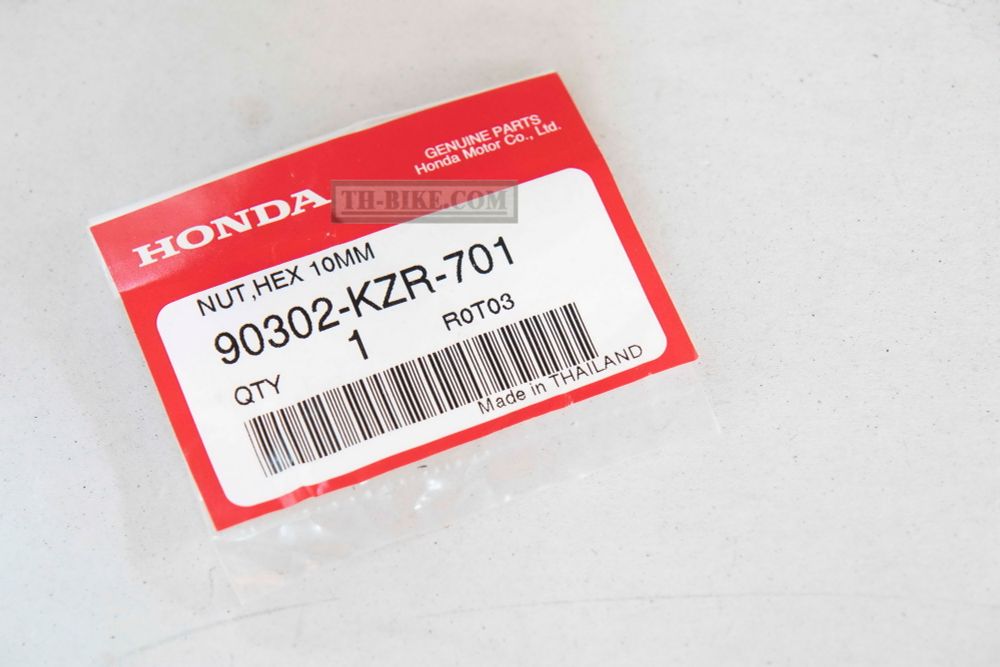 GENUINE PARTS
Honda Motor Co., Ltd.
HONDA
TH-BIKE.COM
NUT,HEX 10MM
90302-KZR-701
1
R0T03
QTY
Made in THAILAND